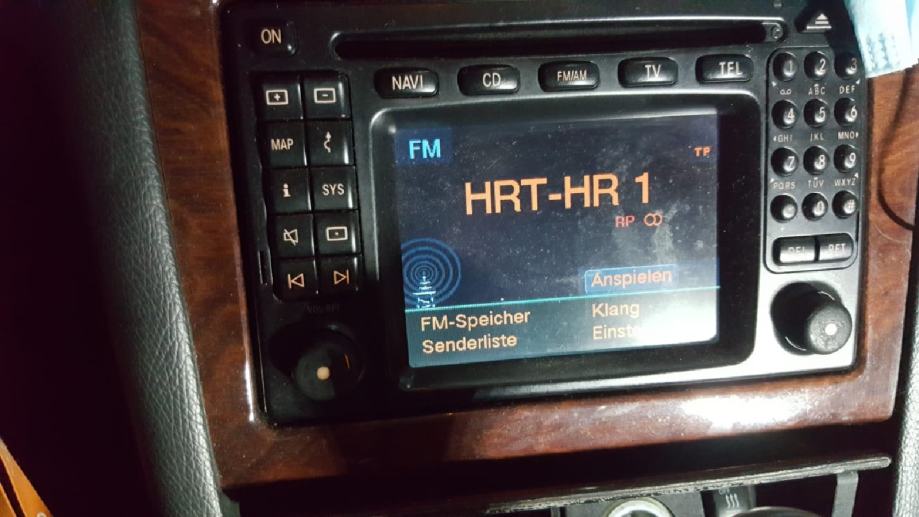 ON
NAVI CD FM/AM TV TEL
+ -
MAP
i SYS
FM
TP
HRT-HR 1
RP
Anspielen
FM-Speicher Klang
Senderliste
1 2 3
ABC DEF
4 5 6
GHI JKL MNO
7 8 9
PQRS TUV WXYZ
* 0 #
DEL RET